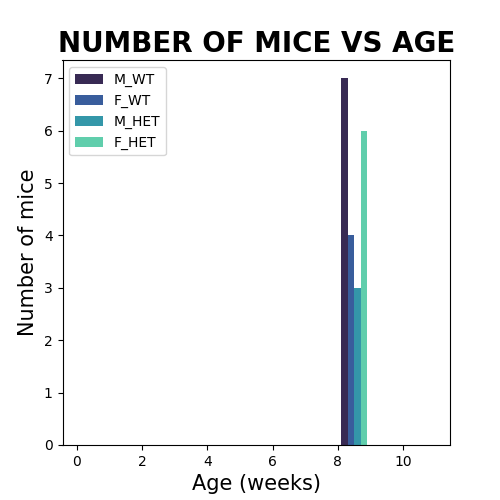 NUMBER OF MICE VS AGE
M_WT
F_WT
M_HET
F_HET
7
6
5
4
3
2
1
0
Number of mice
0 2 4 6 8 10
Age (weeks)